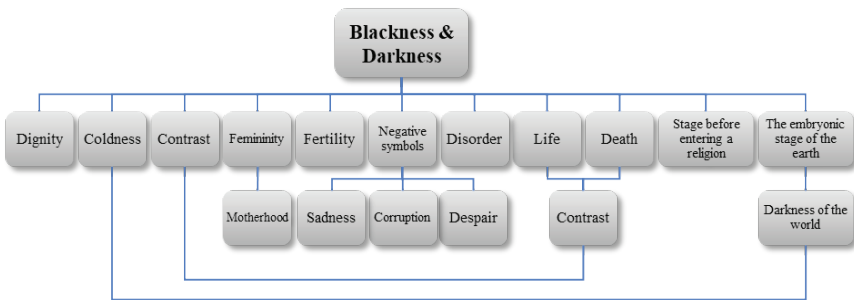 Blackness &
Darkness
Dignity
Coldness
Contrast
Femininity
Fertility
Negative
symbols
Disorder
Life
Death
Stage before
entering a
religion
The embryonic
stage of the
earth
Motherhood
Sadness
Corruption
Despair
Contrast
Darkness of the
world